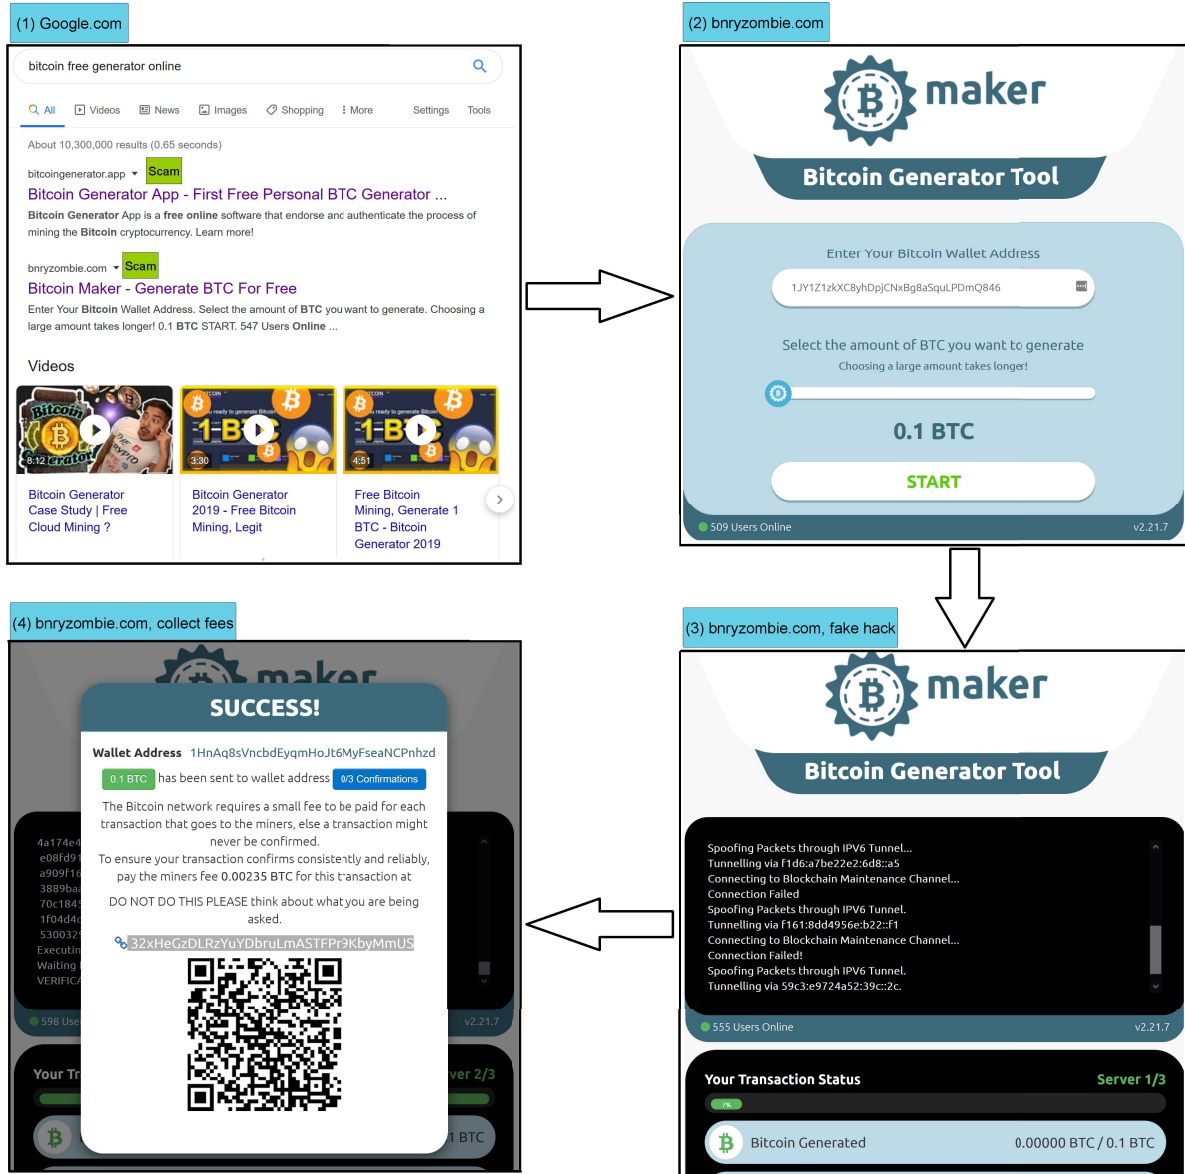 (1) Google.com
bitcoin free generator online
All Videos News Images Shopping More Settings Tools
About 10,300,000 results (0.65 seconds)
bitcoingenerator.app Scam
Bitcoin Generator App - First Free Personal BTC Generator ...
Bitcoin Generator App is a free online software that endorse and authenticate the process of
mining the Bitcoin cryptocurrency. Learn more!
bnryzombie.com Scam
Bitcoin Maker - Generate BTC For Free
Enter Your Bitcoin Wallet Address. Select the amount of BTC you want to generate. Choosing a
large amount takes longer! 0.1 BTC START. 547 Users Online ...
Videos
8:12
3:30
4:51
Bitcoin Generator
Case Study | Free
Cloud Mining ?
Bitcoin Generator
2019 - Free Bitcoin
Mining, Legit
Free Bitcoin
Mining, Generate 1
BTC - Bitcoin
Generator 2019
(2) bnryzombie.com
maker
Bitcoin Generator Tool
Enter Your Bitcoin Wallet Address
1JY1Z1zkXC8yhDpjCNxBg8aSquLPDmQ846
Select the amount of BTC you want to generate
Choosing a large amount takes longer!
0.1 BTC
START
509 Users Online v2.21.7
(3) bnryzombie.com, fake hack
maker
Bitcoin Generator Tool
Spoofing Packets through IPV6 Tunnel...
Tunnelling via f1d6:a7be22e2:6d8::a5
Connecting to Blockchain Maintenance Channel...
Connection Failed
Spoofing Packets through IPV6 Tunnel.
Tunnelling via f161:8dd4956e:b22::f1
Connecting to Blockchain Maintenance Channel...
Connection Failed!
Spoofing Packets through IPV6 Tunnel.
Tunnelling via 59c3:e9724a52:39c::2c.
555 Users Online v2.21.7
Your Transaction Status Server 1/3
7%
Bitcoin Generated 0.00000 BTC / 0.1 BTC
(4) bnryzombie.com, collect fees
maker
SUCCESS!
Wallet Address 1HnAq8sVncbdEyqmHoJt6MyFseaNCPnhzd
0.1 BTC has been sent to wallet address 0/3 Confirmations
The Bitcoin network requires a small fee to be paid for each
transaction that goes to the miners, else a transaction might
never be confirmed.
To ensure your transaction confirms consistently and reliably,
pay the miners fee 0.00235 BTC for this transaction at
DO NOT DO THIS PLEASE think about what you are being
asked.
32xHeGzDLRzYuYDbruLmASTFPr9KbyMmUS
4a174e4
e08fd91
a909f16
3889baa
70c1845
1f04d4c
5300329
Executin
Waiting
VERIFICA
598 Use v2.21.7
Your Tr ver 2/3
1 BTC